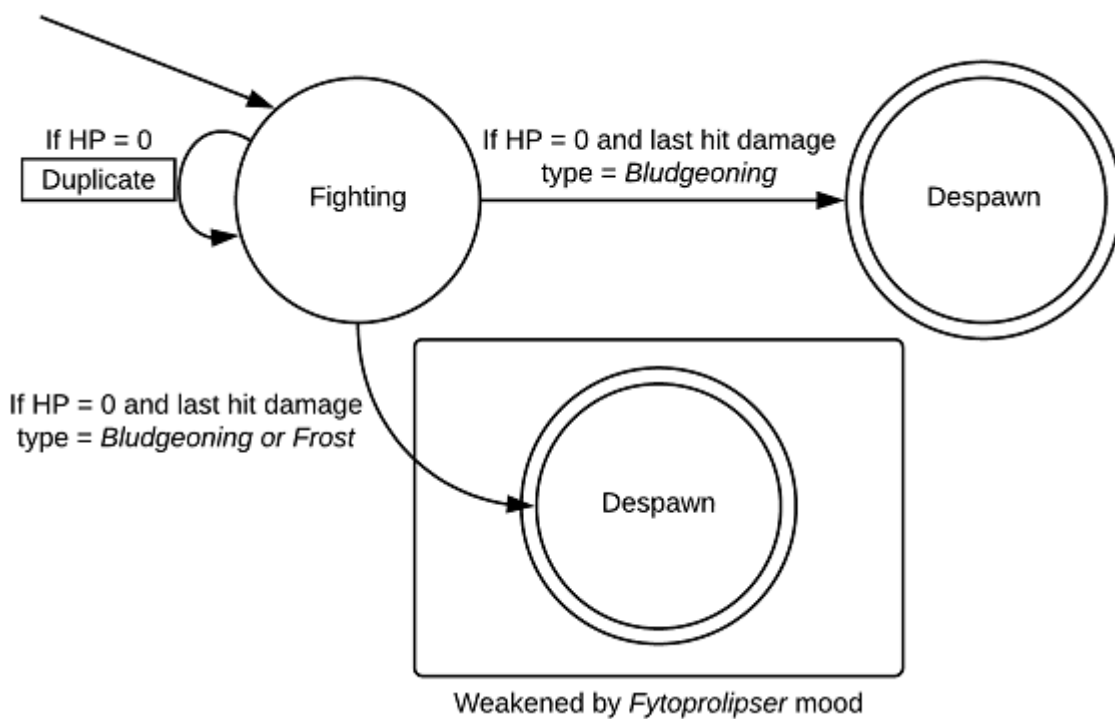 If HP = 0
Duplicate
Fighting
If HP = 0 and last hit damage
type = Bludgeoning
Despawn
If HP = 0 and last hit damage
type = Bludgeoning or Frost
Despawn
Weakened by Fytoprolipser mood